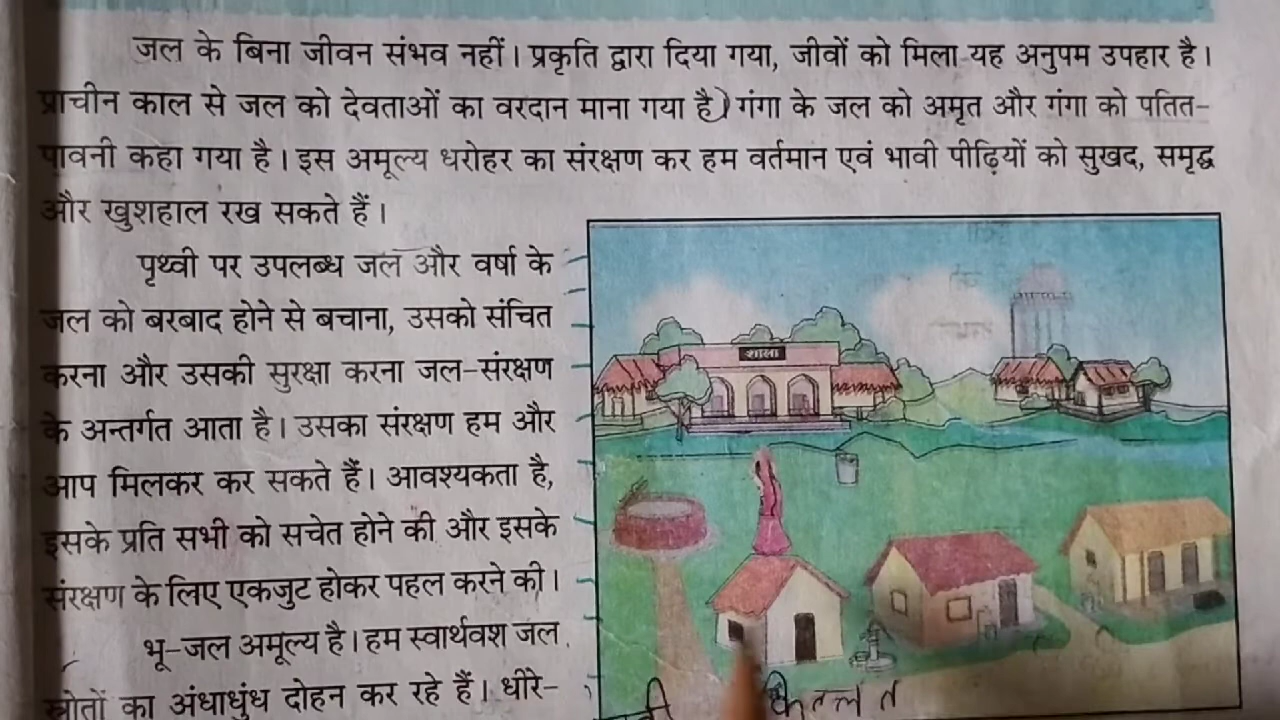 जल के बिना जीवन संभव नहीं। प्रकृति द्वारा दिया गया, जीवों को मिला यह अनुपम उपहार है।
प्राचीन काल से जल को देवताओं का वरदान माना गया है) गंगा के जल को अमृत और गंगा को पतित-
पावनी कहा गया है। इस अमूल्य धरोहर का संरक्षण कर हम वर्तमान एवं भावी पीढ़ियों को सुखद, समृद्ध
और खुशहाल रख सकते हैं।
पृथ्वी पर उपलब्ध जल और वर्षा के
जल को बरबाद होने से बचाना, उसको संचित
करना और उसकी सुरक्षा करना जल-संरक्षण
के अन्तर्गत आता है। उसका संरक्षण हम और
आप मिलकर कर सकते हैं। आवश्यकता है,
इसके प्रति सभी को सचेत होने की और इसके
संरक्षण के लिए एकजुट होकर पहल करने की।
भू-जल अमूल्य है। हम स्वार्थवश जल
स्रोतों का अंधाधुंध दोहन कर रहे हैं। धीरे-
शाला